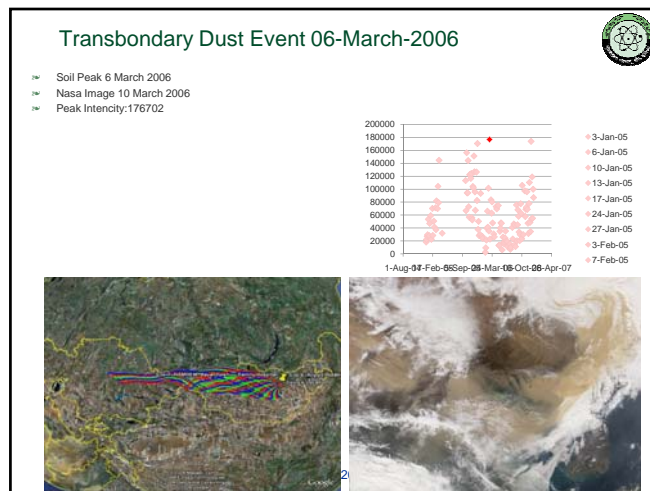 Transbondary Dust Event 06-March-2006
Soil Peak 6 March 2006
Nasa Image 10 March 2006
Peak Intencity:176702
200000
180000
160000
140000
120000
100000
80000
60000
40000
20000
0
3-Jan-05
6-Jan-05
10-Jan-05
13-Jan-05
17-Jan-05
24-Jan-05
27-Jan-05
3-Feb-05
7-Feb-05
Google